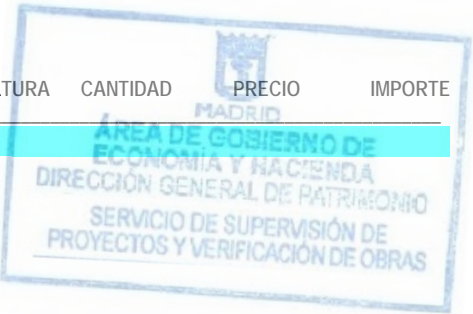 LTURA CANTIDAD PRECIO IMPORTE
MADRID
ÁREA DE GOBIERNO DE
ECONOMÍA Y HACIENDA
DIRECCIÓN GENERAL DE PATRIMONIO
SERVICIO DE SUPERVISIÓN DE
PROYECTOS Y VERIFICACIÓN DE OBRAS